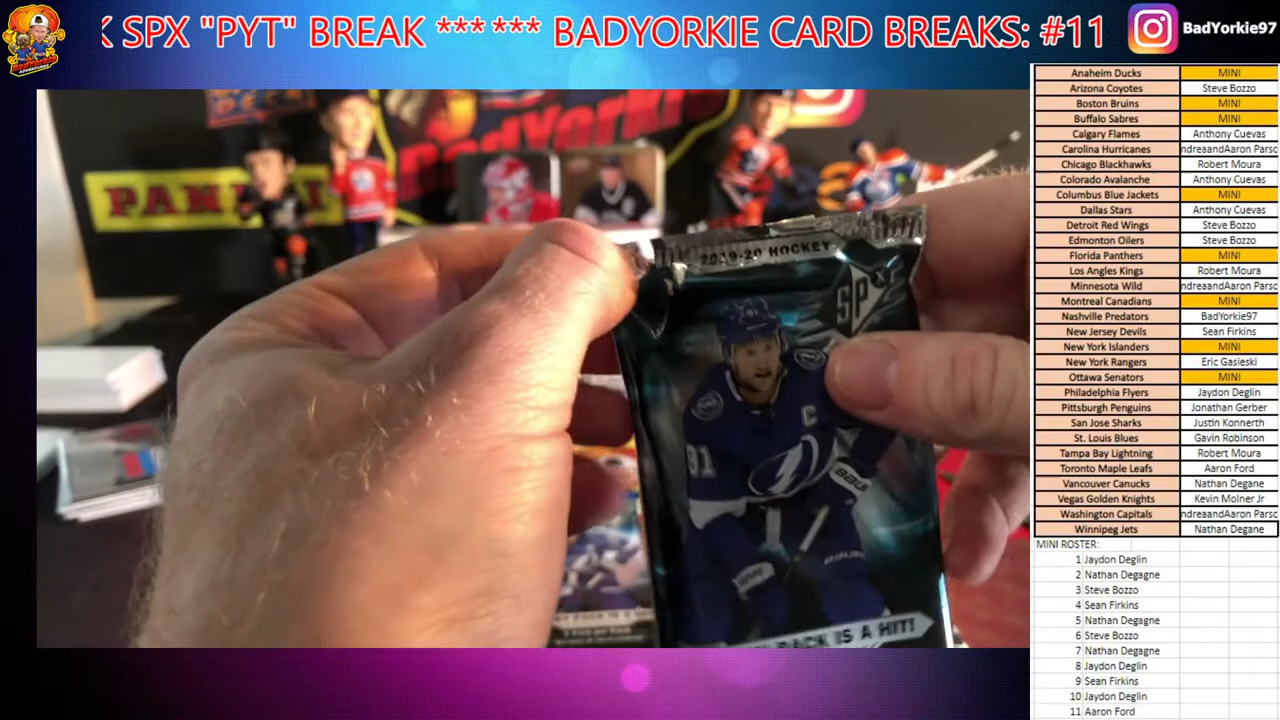 K SPX "PYT" BREAK *** *** BADYORKIE CARD BREAKS: #11
BadYorkie97
PANINI
BadYorkie
2019-20 HOCKEY
SP
C
91
PACK IS A HIT!
Anaheim Ducks MINI
Arizona Coyotes Steve Bozzo
Boston Bruins MINI
Buffalo Sabres MINI
Calgary Flames Anthony Cuevas
Carolina Hurricanes ndreaandAaron Parsc
Chicago Blackhawks Robert Moura
Colorado Avalanche Anthony Cuevas
Columbus Blue Jackets MINI
Dallas Stars Anthony Cuevas
Detroit Red Wings Steve Bozzo
Edmonton Oilers Steve Bozzo
Florida Panthers MINI
Los Angles Kings Robert Moura
Minnesota Wild ndreaandAaron Parsc
Montreal Canadians MINI
Nashville Predators BadYorkie97
New Jersey Devils Sean Firkins
New York Islanders MINI
New York Rangers Eric Gasieski
Ottawa Senators MINI
Philadelphia Flyers Jaydon Deglin
Pittsburgh Penguins Jonathan Gerber
San Jose Sharks Justin Konnerth
St. Louis Blues Gavin Robinson
Tampa Bay Lightning Robert Moura
Toronto Maple Leafs Aaron Ford
Vancouver Canucks Nathan Degane
Vegas Golden Knights Kevin Molner Jr
Washington Capitals ndreaandAaron Parsc
Winnipeg Jets Nathan Degane
MINI ROSTER:
1 Jaydon Deglin
2 Nathan Degagne
3 Steve Bozzo
4 Sean Firkins
5 Nathan Degagne
6 Steve Bozzo
7 Nathan Degagne
8 Jaydon Deglin
9 Sean Firkins
10 Jaydon Deglin
11 Aaron Ford